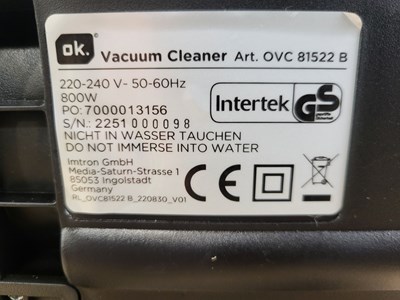 ok. Vacuum Cleaner Art. OVC 81522 B
220-240 V~ 50-60Hz
800W
PO: 7000013156
S/N.: 2251000098
Intertek GS
NICHT IN WASSER TAUCHEN
DO NOT IMMERSE INTO WATER
Imtron GmbH
Media-Saturn-Strasse 1
85053 Ingolstadt
Germany
CE
RL_OVC81522 B_220830_V01